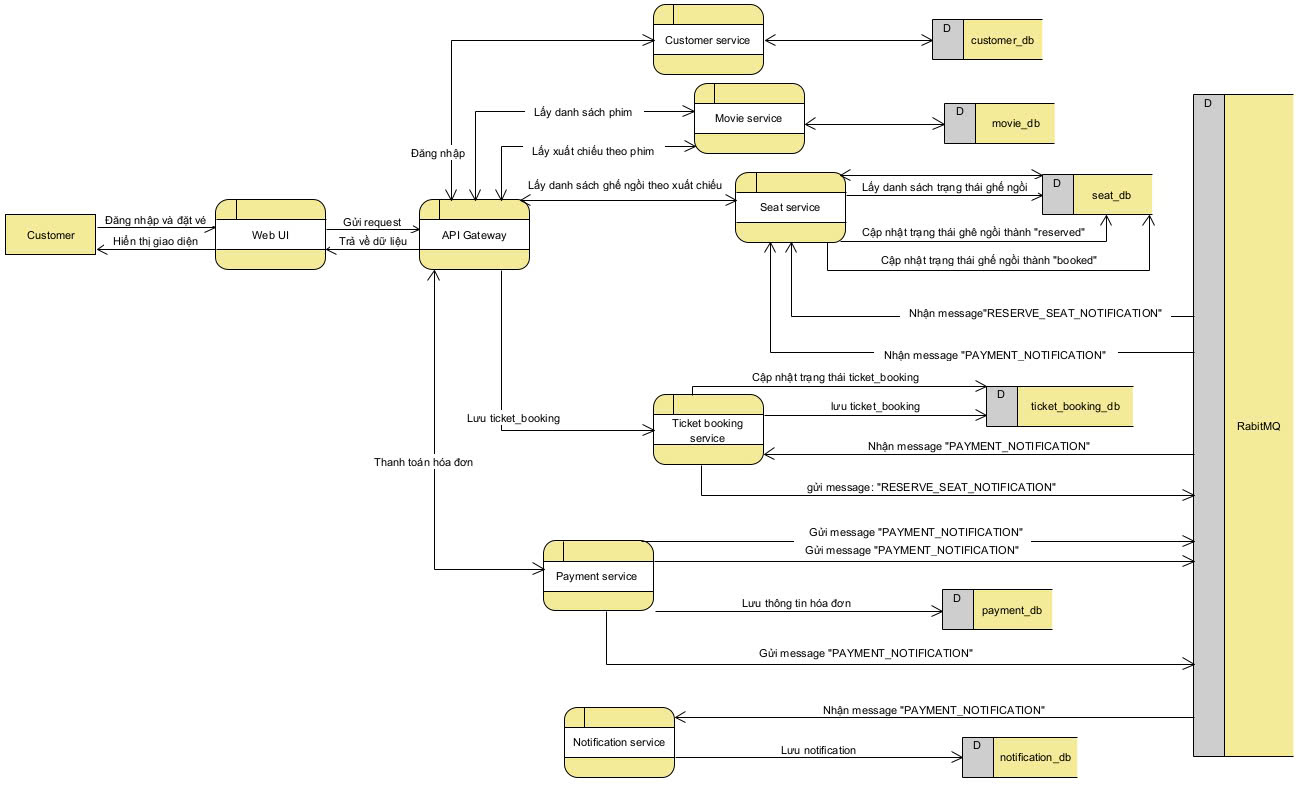 D
Customer service
customer_db
D
D
Lấy danh sách phim
Movie service
movie_db
Đăng nhập
Lấy xuất chiếu theo phim
Lấy danh sách ghế ngồi theo xuất chiếu
D
Lấy danh sách trạng thái ghế ngồi
seat_db
Seat service
Đăng nhập và đặt vé
Gửi request
Customer
Web UI
API Gateway
Hiển thị giao diện
Trả về dữ liệu
Cập nhật trạng thái ghê ngồi thành "reserved"
Cập nhật trạng thái ghế ngồi thành "booked"
Nhận message"RESERVE_SEAT_NOTIFICATION"
Nhận message "PAYMENT_NOTIFICATION"
Cập nhật trạng thái ticket_booking
D
lưu ticket_booking
ticket_booking_db
Lưu ticket_booking
Ticket booking
service
RabitMQ
Nhận message "PAYMENT_NOTIFICATION"
Thanh toán hóa đơn
gửi message: "RESERVE_SEAT_NOTIFICATION"
Gửi message "PAYMENT_NOTIFICATION"
Gửi message "PAYMENT_NOTIFICATION"
Payment service
D
Lưu thông tin hóa đơn
payment_db
Gửi message "PAYMENT_NOTIFICATION"
Nhận message "PAYMENT_NOTIFICATION"
Notification service
D
Lưu notification
notification_db